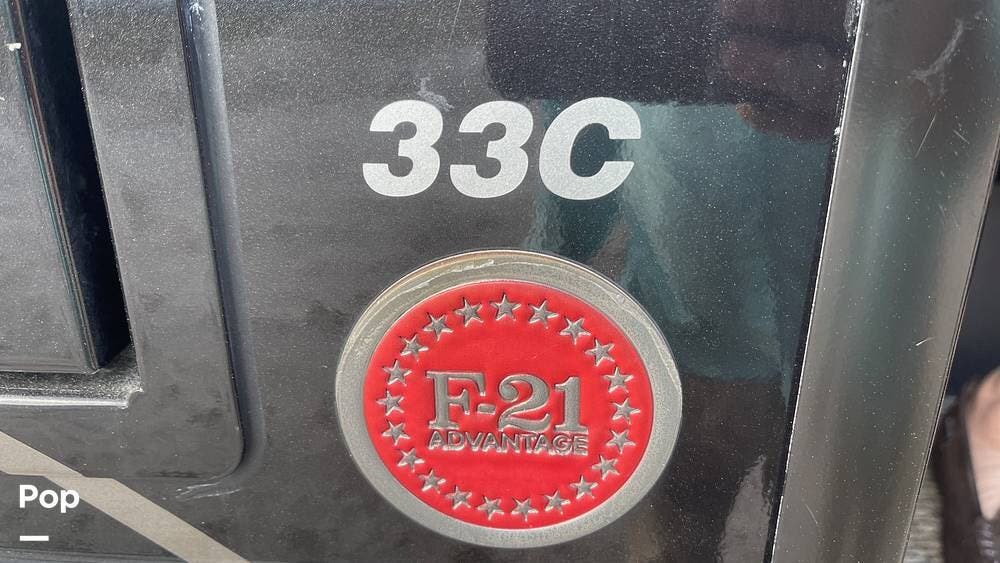 33C
F-21
ADVANTAGE
Pop